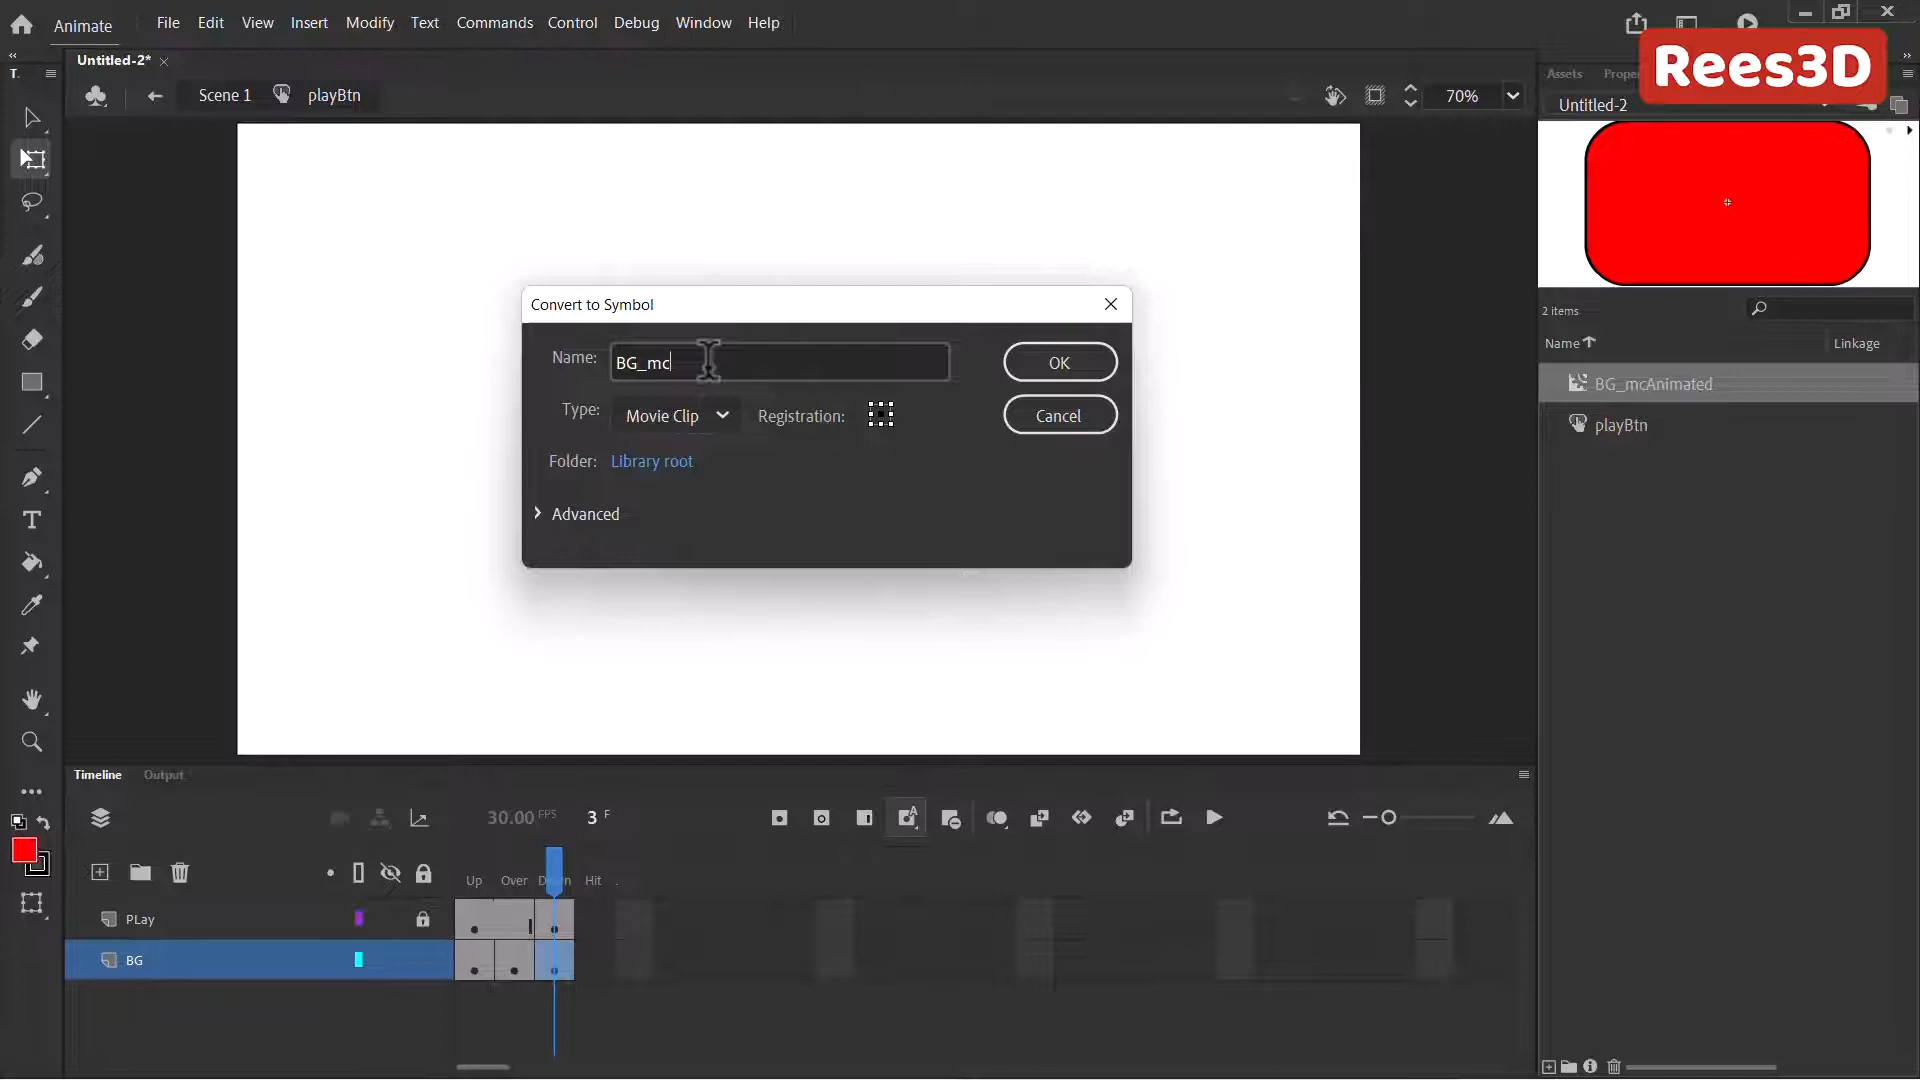 Animate File Edit View Insert Modify Text Commands Control Debug Window Help
Rees3D
Untitled-2*
T.
Assets
Scene 1 playBtn
70%
Untitled-2
Convert to Symbol
Name: BG_mc
OK
Type: Movie Clip Registration:
Cancel
Folder: Library root
Advanced
2 items
Name Linkage
BG_mcAnimated
playBtn
Timeline Output
30.00 FPS 3 F
Up Over Hit
PLay
BG